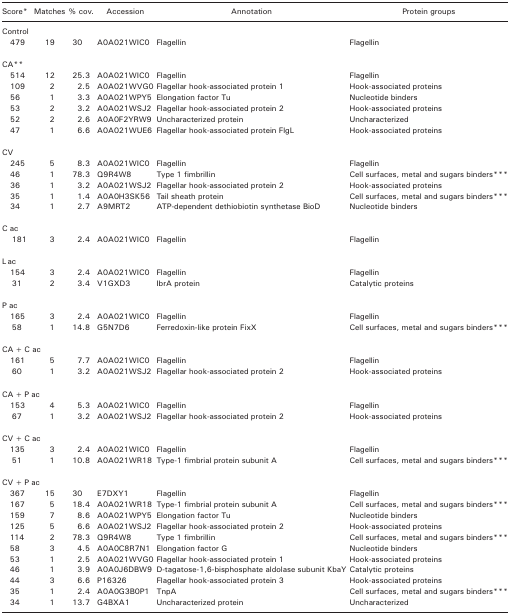 Score* Matches % cov. Accession Annotation Protein groups
Control
479 19 30 A0A021WIC0 Flagellin Flagellin
CA**
514 12 25.3 A0A021WIC0 Flagellin Flagellin
109 2 2.5 A0A021WVG0 Flagellar hook-associated protein 1 Hook-associated proteins
56 1 3.3 A0A021WPY5 Elongation factor Tu Nucleotide binders
53 2 3.2 A0A021WSJ2 Flagellar hook-associated protein 2 Hook-associated proteins
52 2 2.6 A0A0F2YRW9 Uncharacterized protein Uncharacterized
47 1 6.6 A0A021WUE6 Flagellar hook-associated protein FlgL Hook-associated proteins
CV
245 5 8.3 A0A021WIC0 Flagellin Flagellin
46 1 78.3 Q9R4W8 Type 1 fimbrillin Cell surfaces, metal and sugars binders***
36 1 3.2 A0A021WSJ2 Flagellar hook-associated protein 2 Hook-associated proteins
35 1 1.4 A0A0H3SK56 Tail sheath protein Cell surfaces, metal and sugars binders***
34 1 2.7 A9MRT2 ATP-dependent dethiobiotin synthetase BioD Nucleotide binders
C ac
181 3 2.4 A0A021WIC0 Flagellin Flagellin
L ac
154 3 2.4 A0A021WIC0 Flagellin Flagellin
31 2 3.4 V1GXD3 IbrA protein Catalytic proteins
P ac
165 3 2.4 A0A021WIC0 Flagellin Flagellin
58 1 14.8 G5N7D6 Ferredoxin-like protein FixX Cell surfaces, metal and sugars binders***
CA + C ac
161 5 7.7 A0A021WIC0 Flagellin Flagellin
60 1 3.2 A0A021WSJ2 Flagellar hook-associated protein 2 Hook-associated proteins
CA + P ac
153 4 5.3 A0A021WIC0 Flagellin Flagellin
67 1 3.2 A0A021WSJ2 Flagellar hook-associated protein 2 Hook-associated proteins
CV + C ac
135 3 2.4 A0A021WIC0 Flagellin Flagellin
51 1 10.8 A0A021WR18 Type-1 fimbrial protein subunit A Cell surfaces, metal and sugars binders***
CV + P ac
367 15 30 E7DXY1 Flagellin Flagellin
167 5 18.4 A0A021WR18 Type-1 fimbrial protein subunit A Cell surfaces, metal and sugars binders***
159 7 8.6 A0A021WPY5 Elongation factor Tu Nucleotide binders
125 5 6.6 A0A021WSJ2 Flagellar hook-associated protein 2 Hook-associated proteins
114 2 78.3 Q9R4W8 Type 1 fimbrillin Cell surfaces, metal and sugars binders***
58 3 4.5 A0A0C8R7N1 Elongation factor G Nucleotide binders
53 1 2.5 A0A021WVG0 Flagellar hook-associated protein 1 Hook-associated proteins
46 1 3.9 A0A0J6DBW9 D-tagatose-1,6-bisphosphate aldolase subunit KbaY Catalytic proteins
44 3 6.6 P16326 Flagellar hook-associated protein 3 Hook-associated proteins
35 1 2.4 A0A0G3B0P1 TnpA Cell surfaces, metal and sugars binders***
34 1 13.7 G4BXA1 Uncharacterized protein Uncharacterized